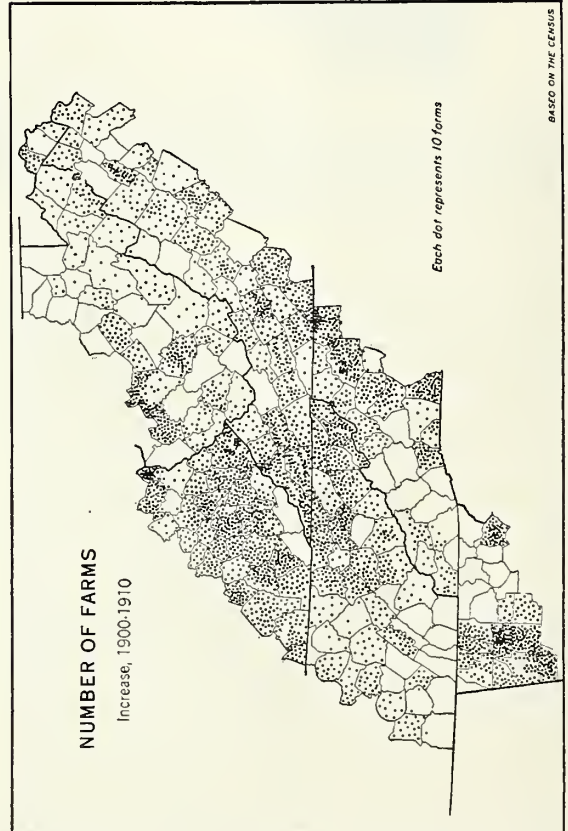 NUMBER OF FARMS
Increase, 1900-1910
Each dot represents 10 farms
BASED ON THE CENSUS